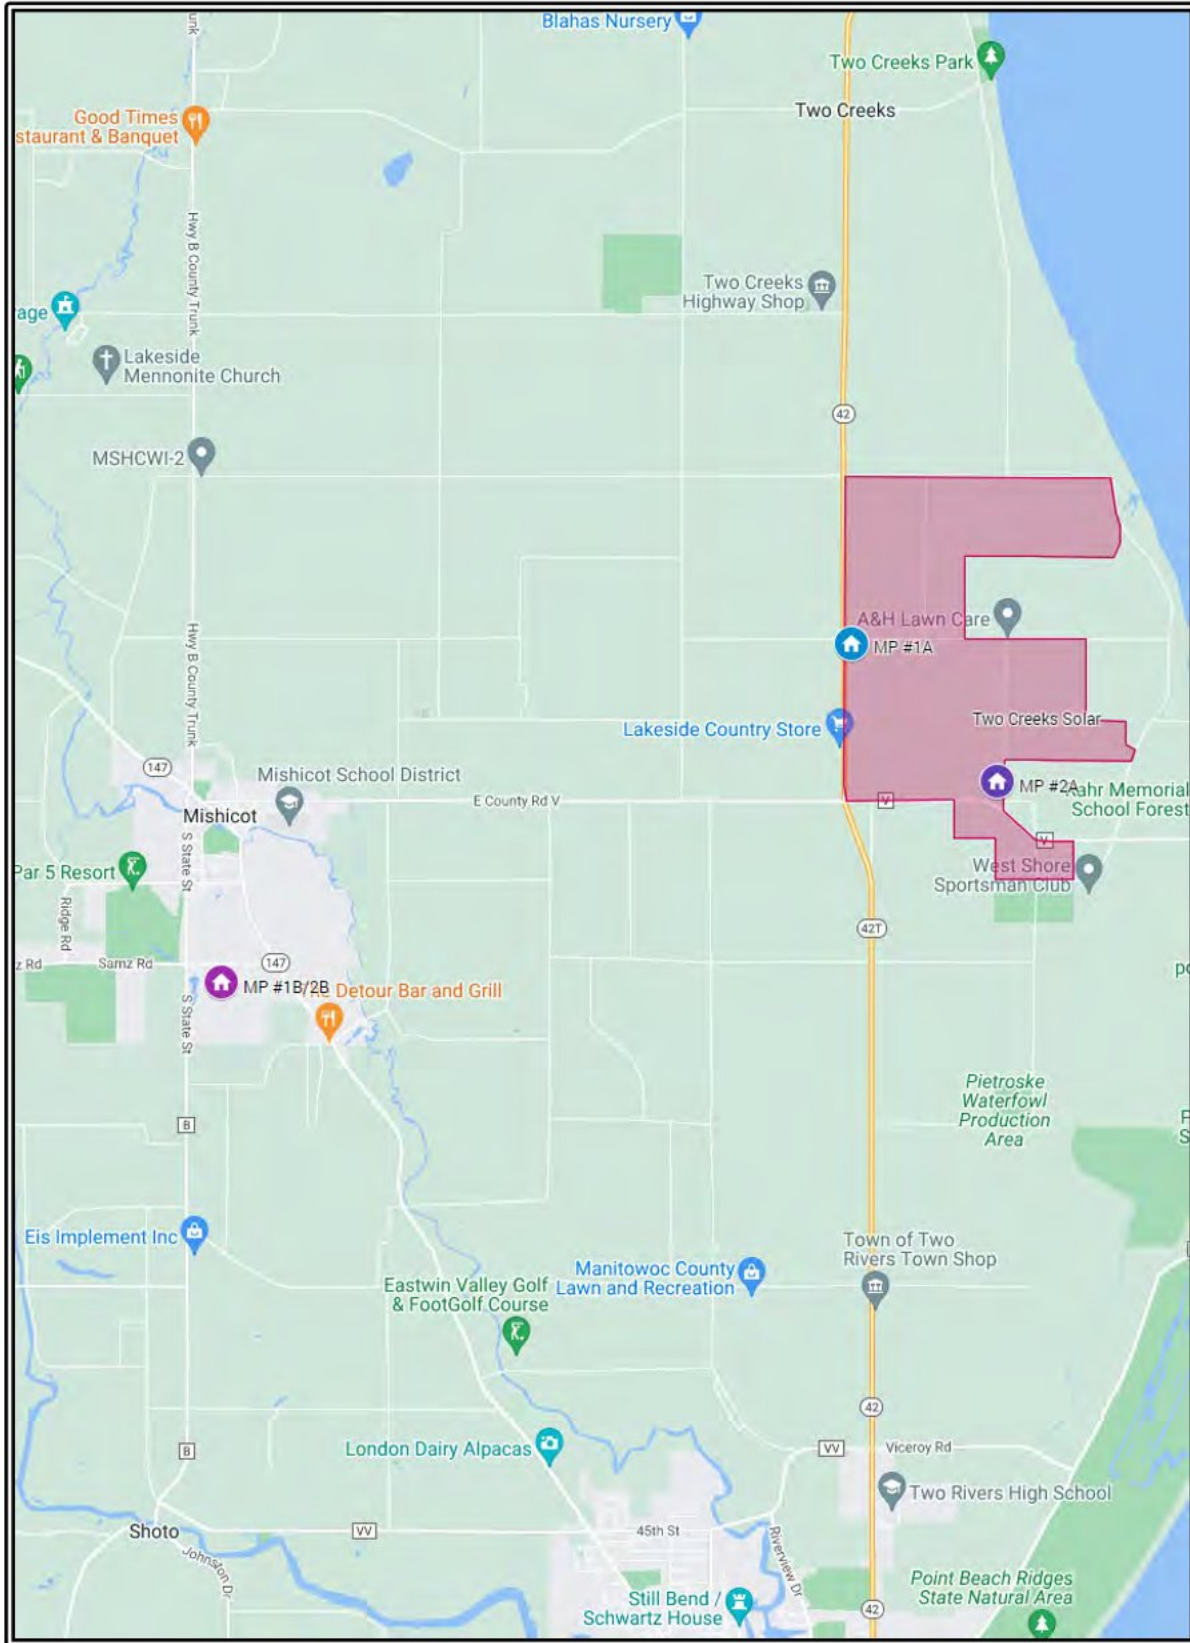 unk
Blahas Nursery
Two Creeks Park
Two Creeks
Good Times
staurant & Banquet
Hwy B County Trunk
Two Creeks
Highway Shop
age
Lakeside
Mennonite Church
42
MSHCWI-2
A&H Lawn Care
MP #1A
Hwy B County Trunk
Two Creeks Solar
Lakeside Country Store
147
Mishicot School District
MP #2A
Mishicot
E County Rd V
V
Rahr Memorial
School Forest
S State St
V
Par 5 Resort
West Shore
Sportsman Club
Ridge Rd
42T
z Rd
Samz Rd
147
po
MP #1B/2B
The Detour Bar and Grill
S State St
Pietroske
Waterfowl
Production
Area
B
P
S
Eis Implement Inc
Town of Two
Rivers Town Shop
Manitowoc County
Lawn and Recreation
Eastwin Valley Golf
& FootGolf Course
42
B
London Dairy Alpacas
VV
Viceroy Rd
Two Rivers High School
Shoto
VV
45th St
Johnston Dr
Riverview Dr
Point Beach Ridges
State Natural Area
Still Bend /
Schwartz House
42